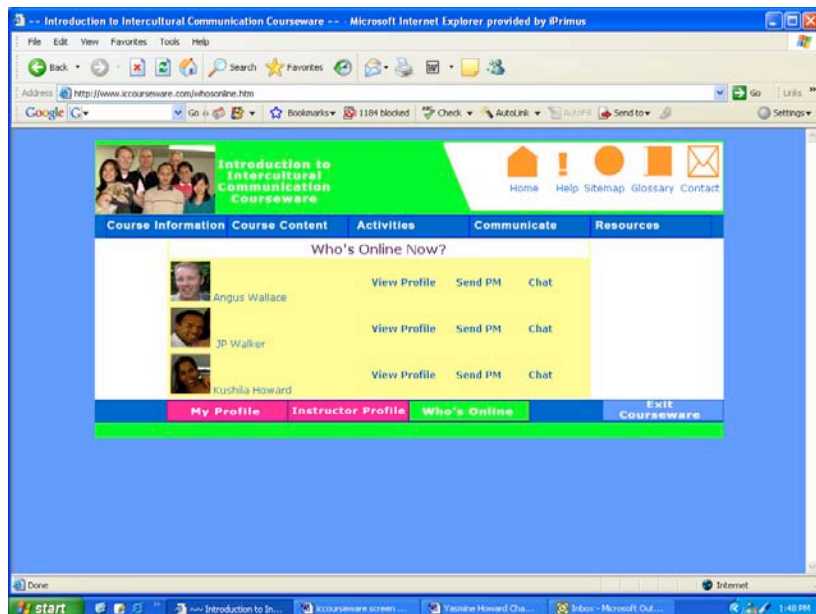 -- Introduction to Intercultural Communication Courseware -- - Microsoft Internet Explorer provided by iPrimus
File Edit View Favorites Tools Help
Back Search Favorites
Address http://www.iccourseware.com/whosonline.htm Go Links »
Google Go Bookmarks 1184 blocked Check AutoLink AutoFill Send to Settings
Introduction to
Intercultural
Communication
Courseware
Home Help Sitemap Glossary Contact
Course Information Course Content Activities Communicate Resources
Who's Online Now?
Angus Wallace View Profile Send PM Chat
JP Walker View Profile Send PM Chat
Kushila Howard View Profile Send PM Chat
My Profile Instructor Profile Who's Online Exit
Courseware
Done Internet
start Introduction to In... iccourseware screen ... Yasmine Howard Cha... Inbox - Microsoft Out... 1:48 PM